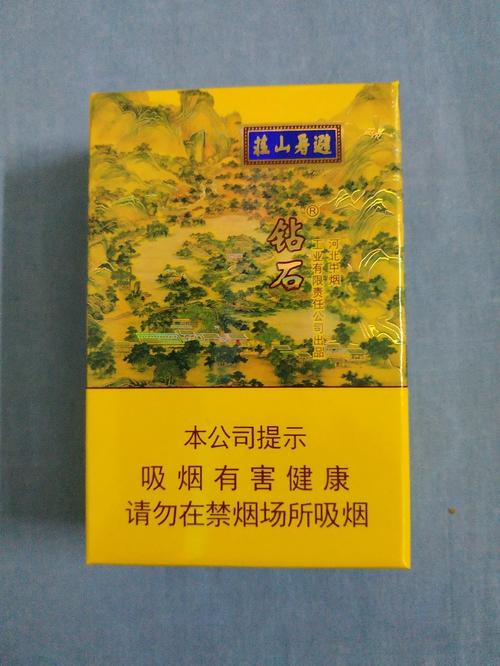 避暑山莊
钻石®
河北中烟
工业有限责任公司出品
本公司提示
吸烟有害健康
请勿在禁烟场所吸烟